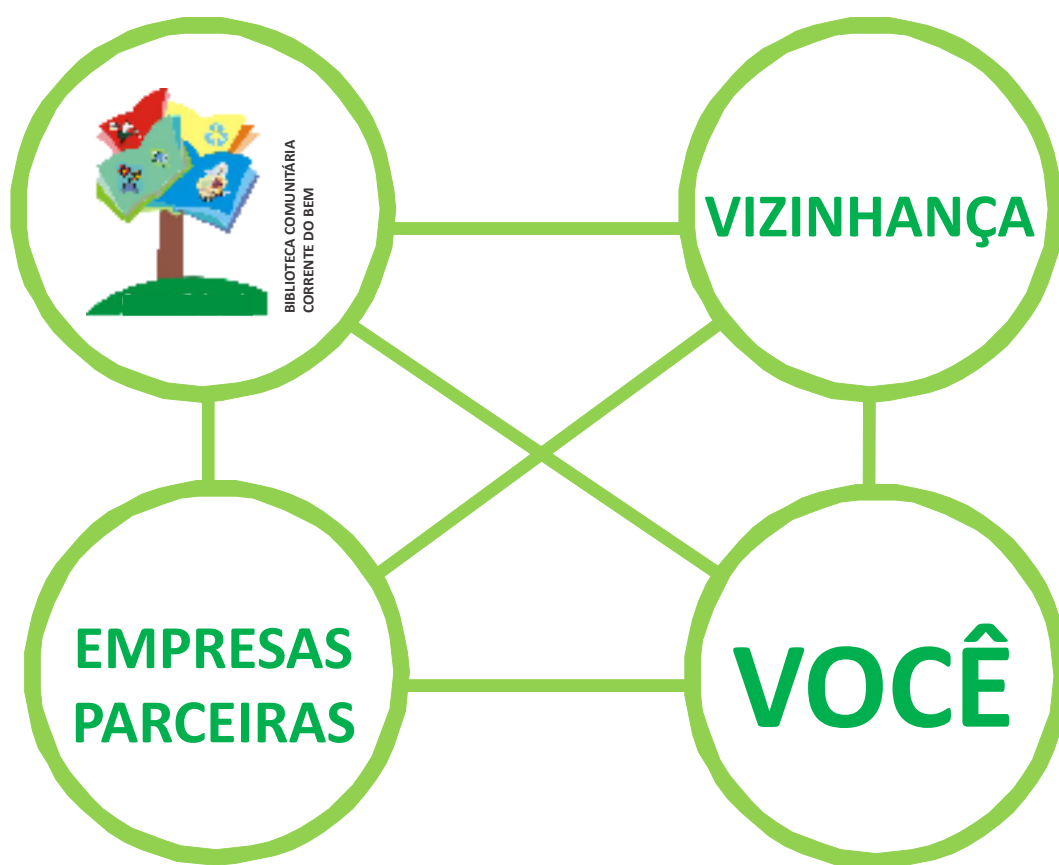 BIBLIOTECA COMUNITÁRIA
CORRENTE DO BEM
VIZINHANÇA
EMPRESAS
PARCEIRAS
VOCÊ